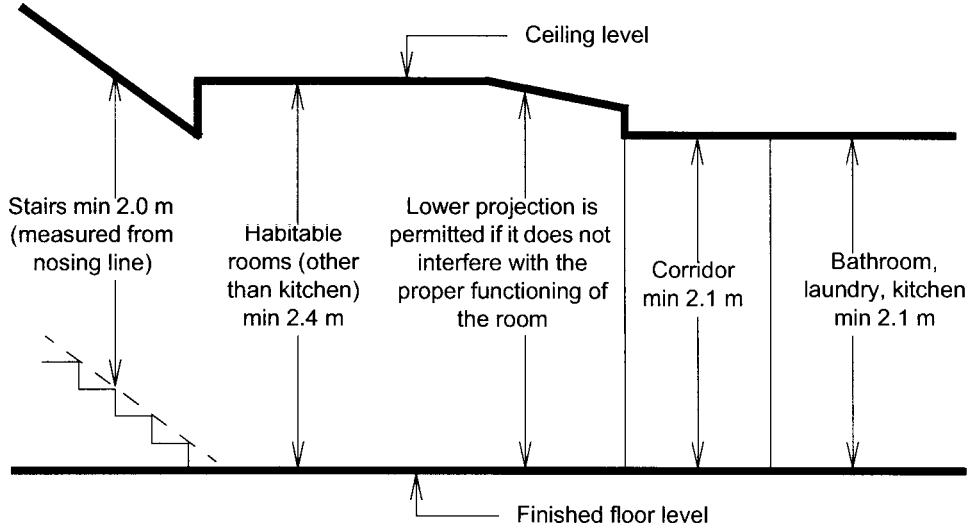 Ceiling level
Stairs min 2.0 m
(measured from
nosing line)
Habitable
rooms (other
than kitchen)
min 2.4 m
Lower projection is
permitted if it does not
interfere with the
proper functioning of
the room
Corridor
min 2.1 m
Bathroom,
laundry, kitchen
min 2.1 m
Finished floor level